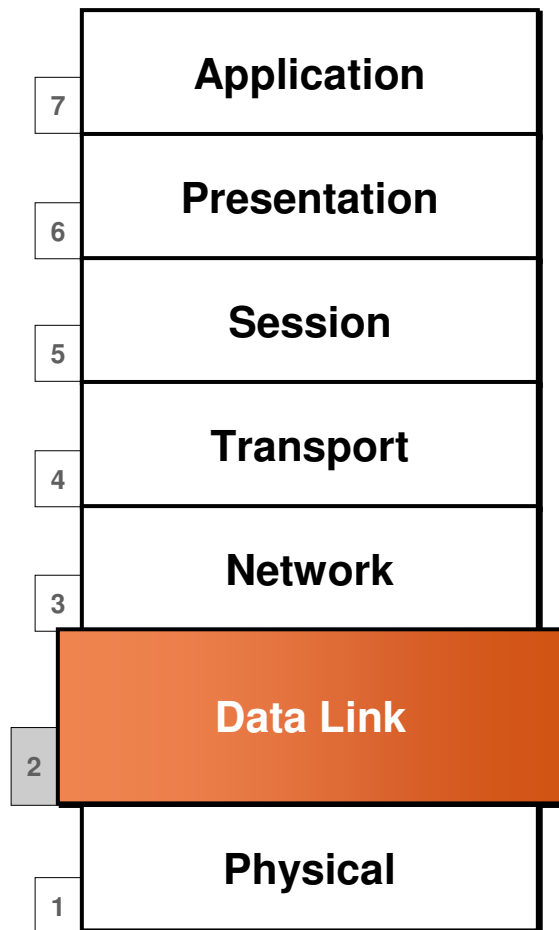 Application
7
Presentation
6
Session
5
Transport
4
Network
3
Data Link
2
Physical
1